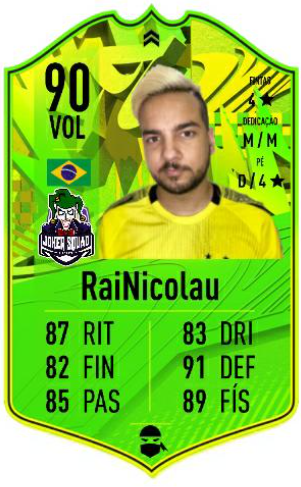 90
VOL
FINTAS
4 ★
DEDICAÇÃO
M / M
PÉ
D / 4 ★
JOKER SQUAD
RaiNicolau
87 RIT 83 DRI
82 FIN 91 DEF
85 PAS 89 FÍS